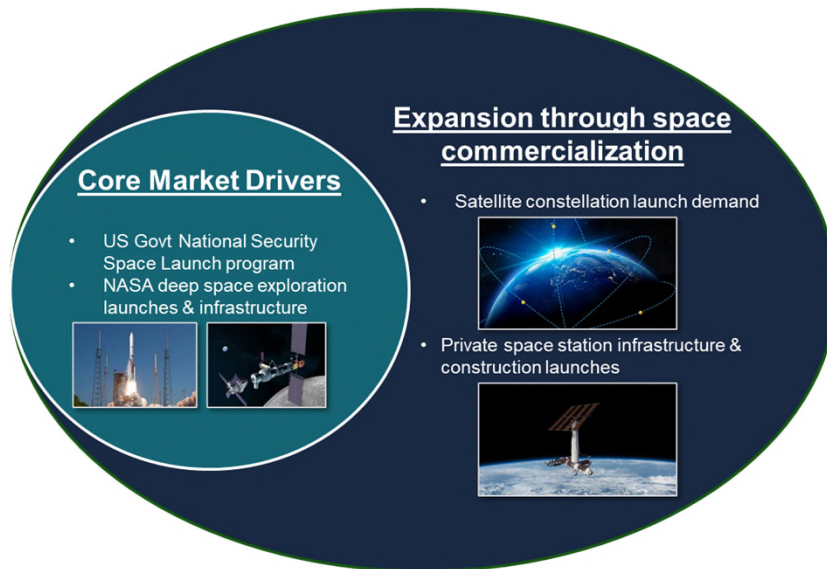 Core Market Drivers
• US Govt National Security
Space Launch program
• NASA deep space exploration
launches & infrastructure
Expansion through space
commercialization
• Satellite constellation launch demand
• Private space station infrastructure &
construction launches